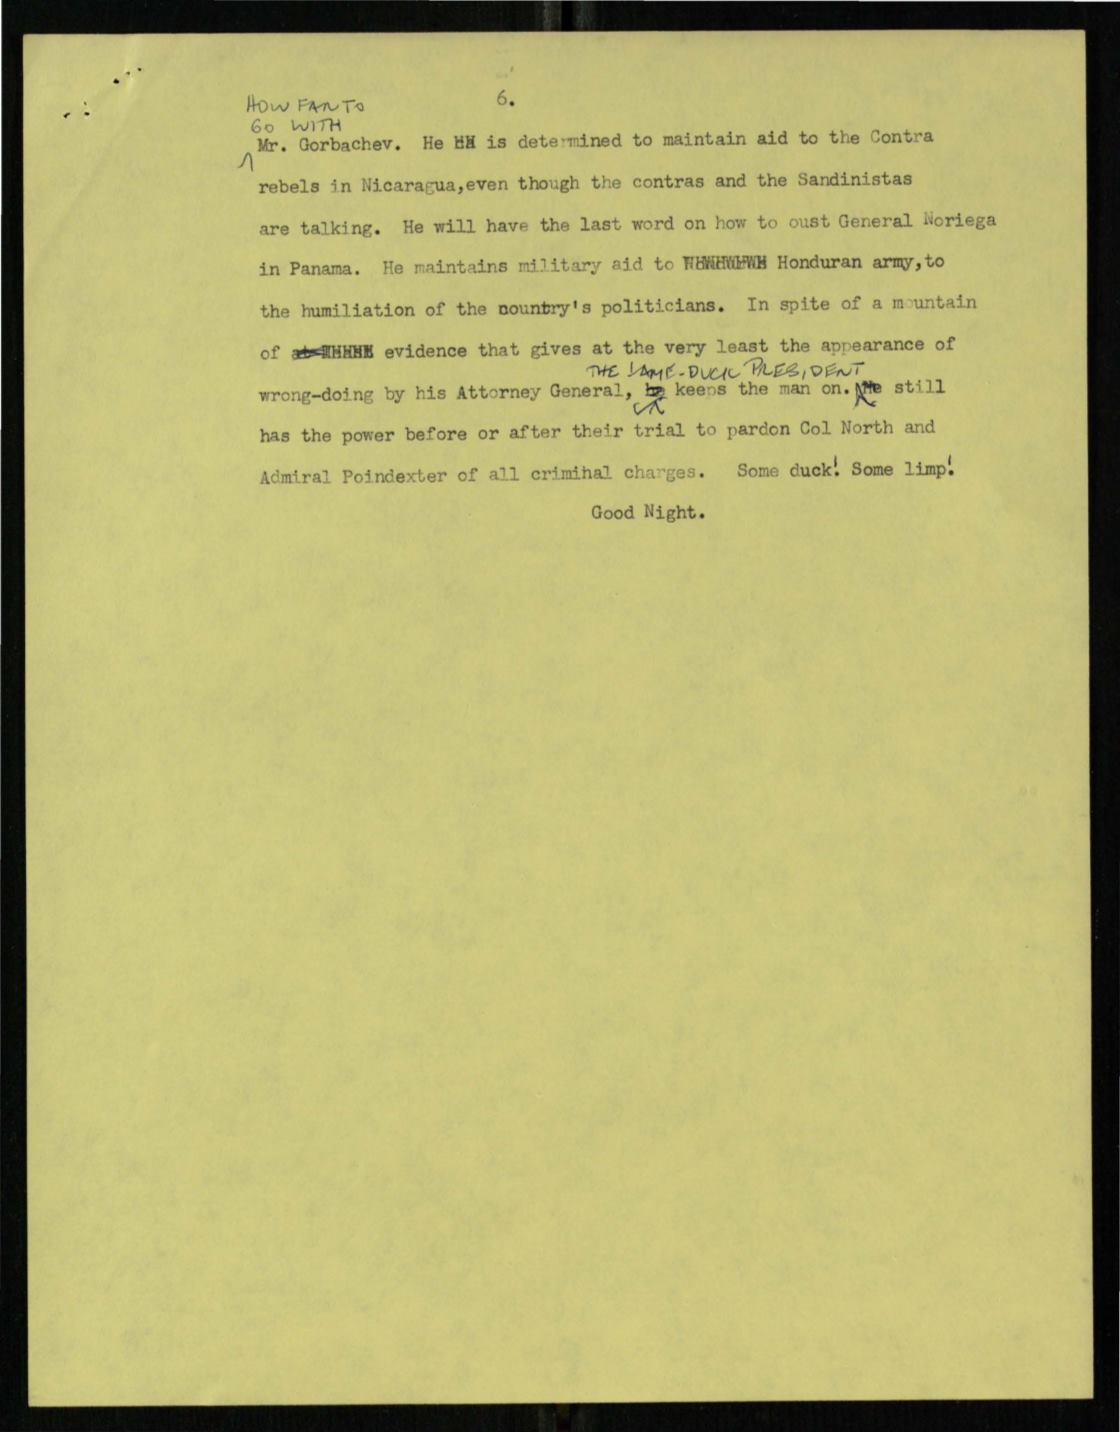 6.
HOW FAR TO
GO WITH
Mr. Gorbachev. He is determined to maintain aid to the Contra
rebels in Nicaragua,even though the contras and the Sandinistas
are talking. He will have the last word on how to oust General Noriega
in Panama. He maintains military aid to Honduran army,to
the humiliation of the country's politicians. In spite of a mountain
of evidence that gives at the very least the appearance of
THE LAME-DUCK PRESIDENT
wrong-doing by his Attorney General, he keeps the man on. He still
has the power before or after their trial to pardon Col North and
Admiral Poindexter of all crimihal charges. Some duck! Some limp!
Good Night.